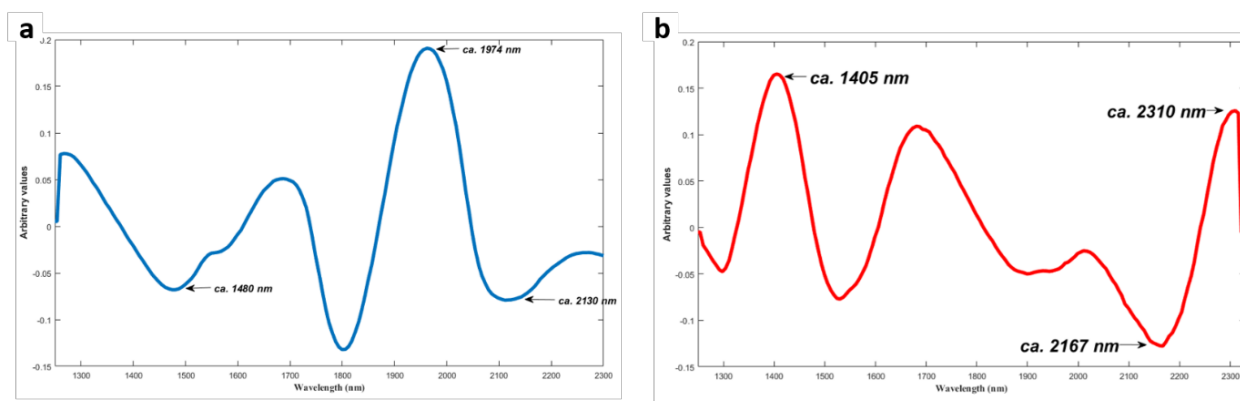 a
0.2
ca. 1974 nm
0.15
0.1
0.05
0
-0.05
-0.1
-0.15
Arbitrary values
ca. 1480 nm
ca. 2130 nm
1300 1400 1500 1600 1700 1800 1900 2000 2100 2200 2300
Wavelength (nm)
b
0.2
0.15
0.1
0.05
0
-0.05
-0.1
-0.15
Arbitrary values
ca. 1405 nm
ca. 2310 nm
ca. 2167 nm
1300 1400 1500 1600 1700 1800 1900 2000 2100 2200 2300
Wavelength (nm)